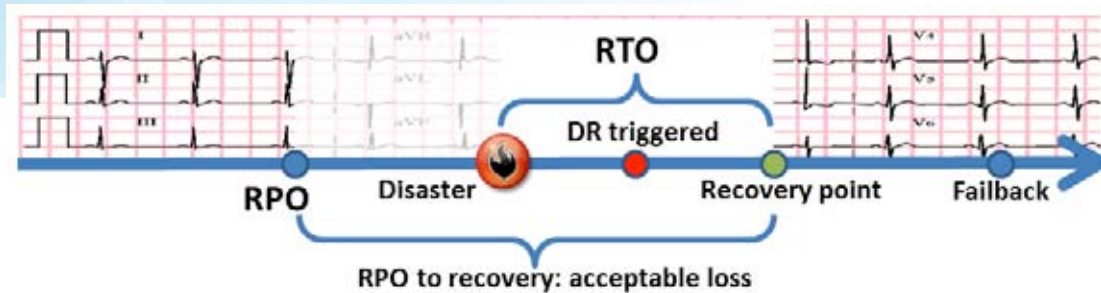 I
aVR
V4
II
aVL
V5
III
aVF
V6
RTO
DR triggered
RPO
Disaster
Recovery point
Failback
RPO to recovery: acceptable loss